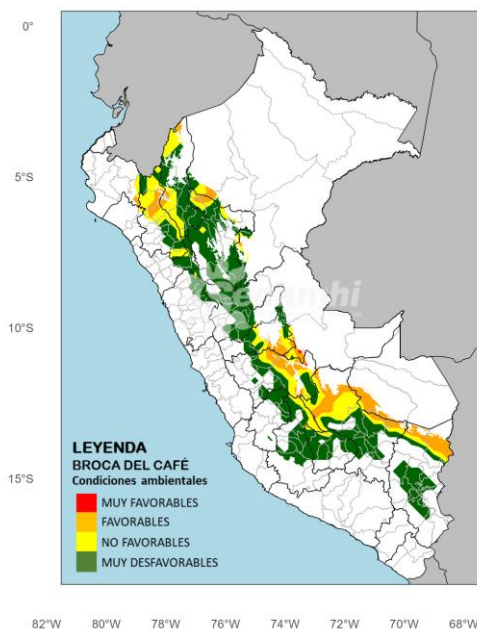 0°
5°S
10°S
15°S
senamhi
LEYENDA
BROCA DEL CAFÉ
Condiciones ambientales
MUY FAVORABLES
FAVORABLES
NO FAVORABLES
MUY DESFAVORABLES
82°W 80°W 78°W 76°W 74°W 72°W 70°W 68°W